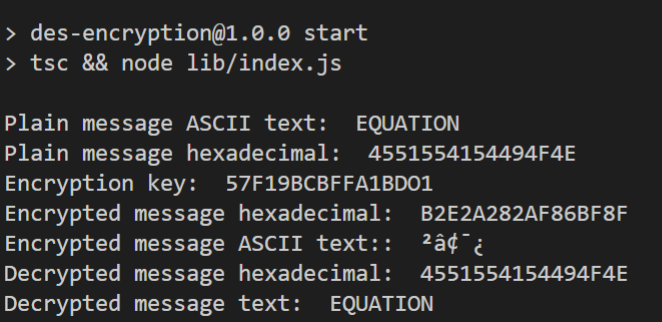 > des-encryption@1.0.0 start
> tsc && node lib/index.js
Plain message ASCII text:  EQUATION
Plain message hexadecimal:  4551554154494F4E
Encryption key:  57F19BCBFFA1BDO1
Encrypted message hexadecimal:  B2E2A282AF86BF8F
Encrypted message ASCII text::  ²â¢¯¿
Decrypted message hexadecimal:  4551554154494F4E
Decrypted message text:  EQUATION